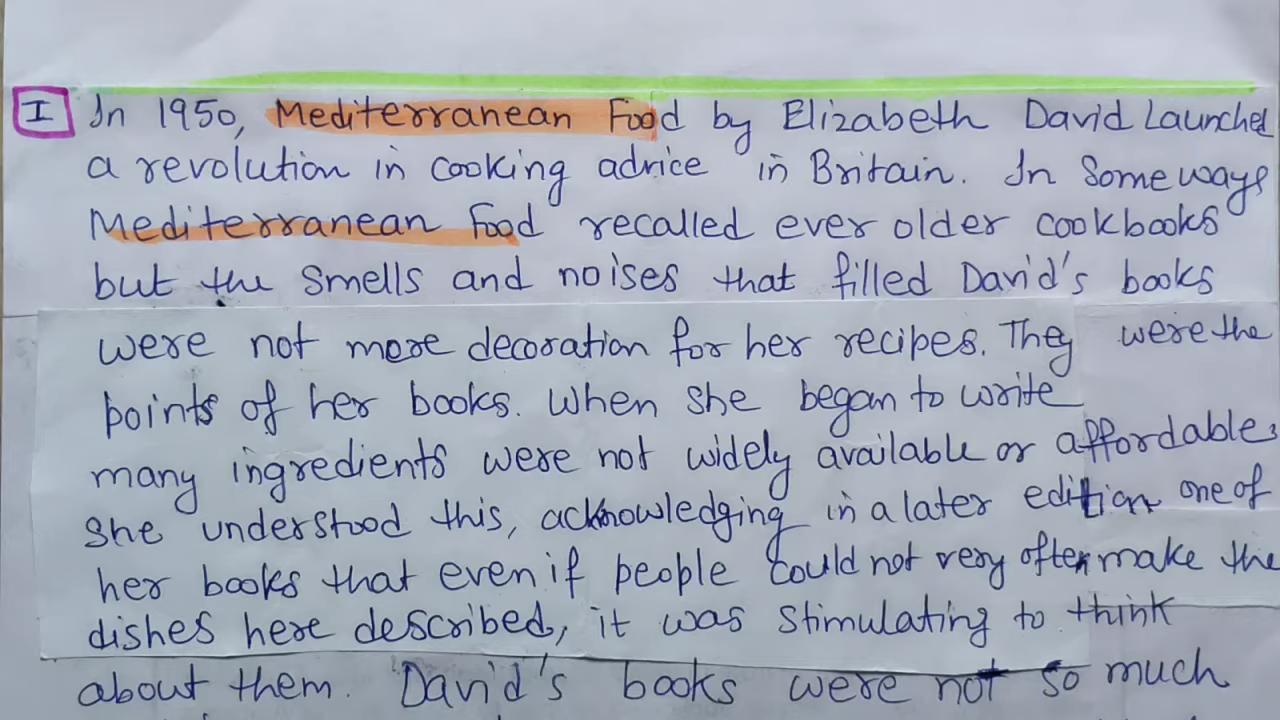 I In 1950, Mediterranean Food by Elizabeth David Launched
a revolution in cooking advice in Britain. In Some ways
Mediterranean Food recalled ever older cookbooks
but the Smells and noises that filled David's books
were not more decoration for her recipes. They were the
points of her books. When she began to write
many ingredients were not widely available or affordable.
She understood this, acknowledging in a later edition one of
her books that even if people could not very often make the
dishes here described, it was stimulating to think
about them. David's books were not so much